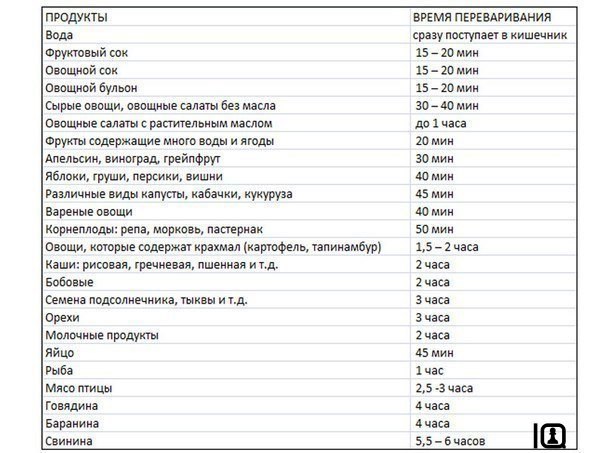 ПРОДУКТЫ ВРЕМЯ ПЕРЕВАРИВАНИЯ
Вода сразу поступает в кишечник
Фруктовый сок 15 – 20 мин
Овощной сок 15 – 20 мин
Овощной бульон 15 – 20 мин
Сырые овощи, овощные салаты без масла 30 – 40 мин
Овощные салаты с растительным маслом до 1 часа
Фрукты содержащие много воды и ягоды 20 мин
Апельсин, виноград, грейпфрут 30 мин
Яблоки, груши, персики, вишни 40 мин
Различные виды капусты, кабачки, кукуруза 45 мин
Вареные овощи 40 мин
Корнеплоды: репа, морковь, пастернак 50 мин
Овощи, которые содержат крахмал (картофель, тапинамбур) 1,5 – 2 часа
Каши: рисовая, гречневая, пшенная и т.д. 2 часа
Бобовые 2 часа
Семена подсолнечника, тыквы и т.д. 3 часа
Орехи 3 часа
Молочные продукты 2 часа
Яйцо 45 мин
Рыба 1 час
Мясо птицы 2,5 -3 часа
Говядина 4 часа
Баранина 4 часа
Свинина 5,5 – 6 часов
IQ